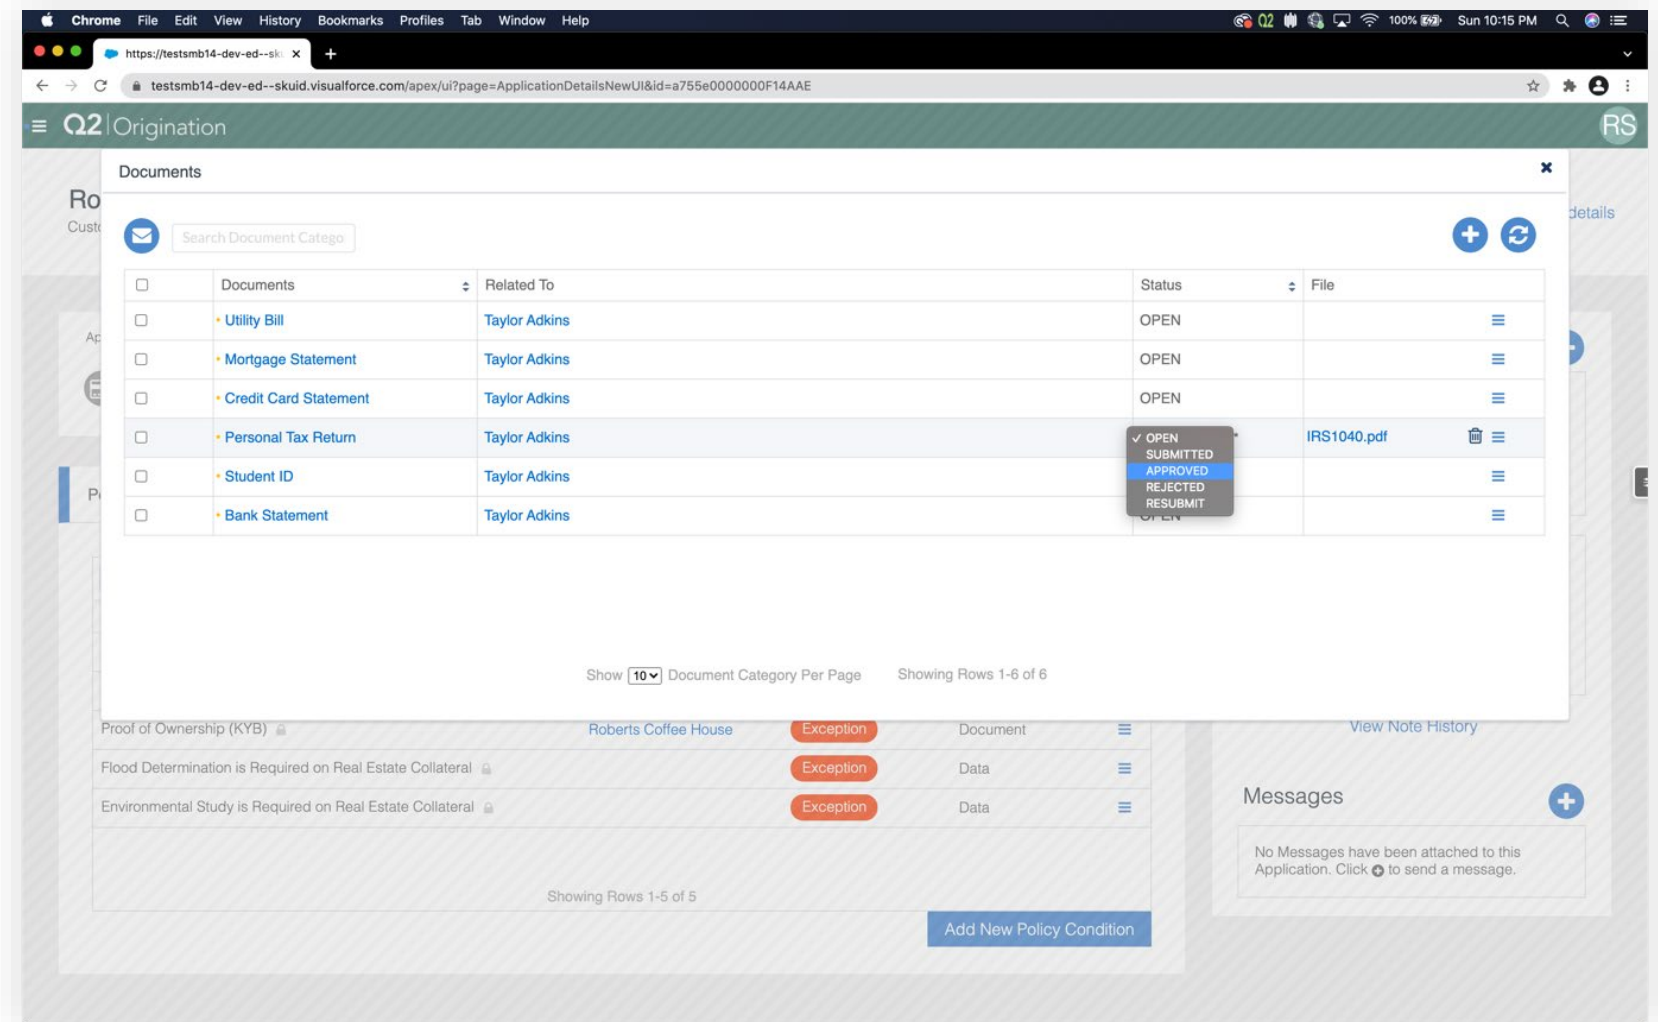 Chrome File Edit View History Bookmarks Profiles Tab Window Help 100% Sun 10:15 PM
https://testsmb14-dev-ed--sk
testsmb14-dev-ed--skuid.visualforce.com/apex/ui?page=ApplicationDetailsNewUI&id=a755e0000000F14AAE
Q2 Origination RS
Documents
Ro
Custo
details
Search Document Catego
Documents Related To Status File
Utility Bill Taylor Adkins OPEN
Mortgage Statement Taylor Adkins OPEN
Credit Card Statement Taylor Adkins OPEN
Personal Tax Return Taylor Adkins IRS1040.pdf
✓ OPEN
SUBMITTED
APPROVED
REJECTED
RESUBMIT
Student ID Taylor Adkins
Bank Statement Taylor Adkins OPEN
Show 10 Document Category Per Page Showing Rows 1-6 of 6
Proof of Ownership (KYB) Roberts Coffee House Exception Document
Flood Determination is Required on Real Estate Collateral Exception Data
Environmental Study is Required on Real Estate Collateral Exception Data
Showing Rows 1-5 of 5
Add New Policy Condition
View Note History
Messages
No Messages have been attached to this
Application. Click to send a message.